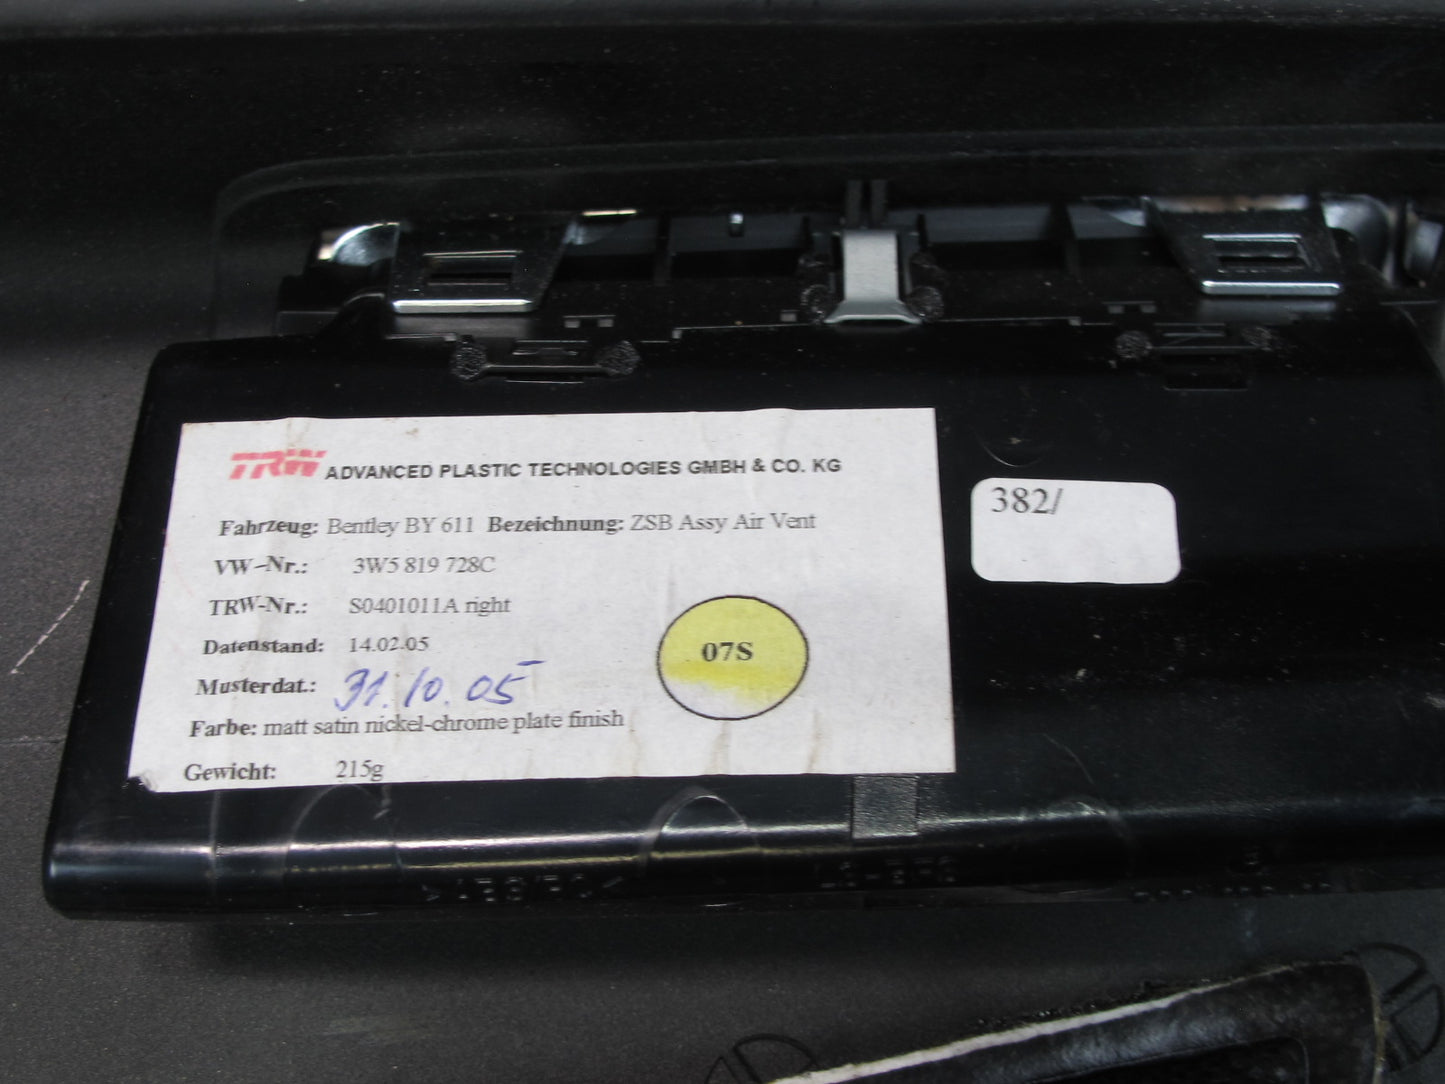 TRW ADVANCED PLASTIC TECHNOLOGIES GMBH & CO. KG
Fahrzeug: Bentley BY 611 Bezeichnung: ZSB Assy Air Vent
VW-Nr.: 3W5 819 728C
TRW-Nr.: S0401011A right
Datenstand: 14.02.05
Musterdat.: 31.10.05
Farbe: matt satin nickel-chrome plate finish
Gewicht: 215g
07S
382/